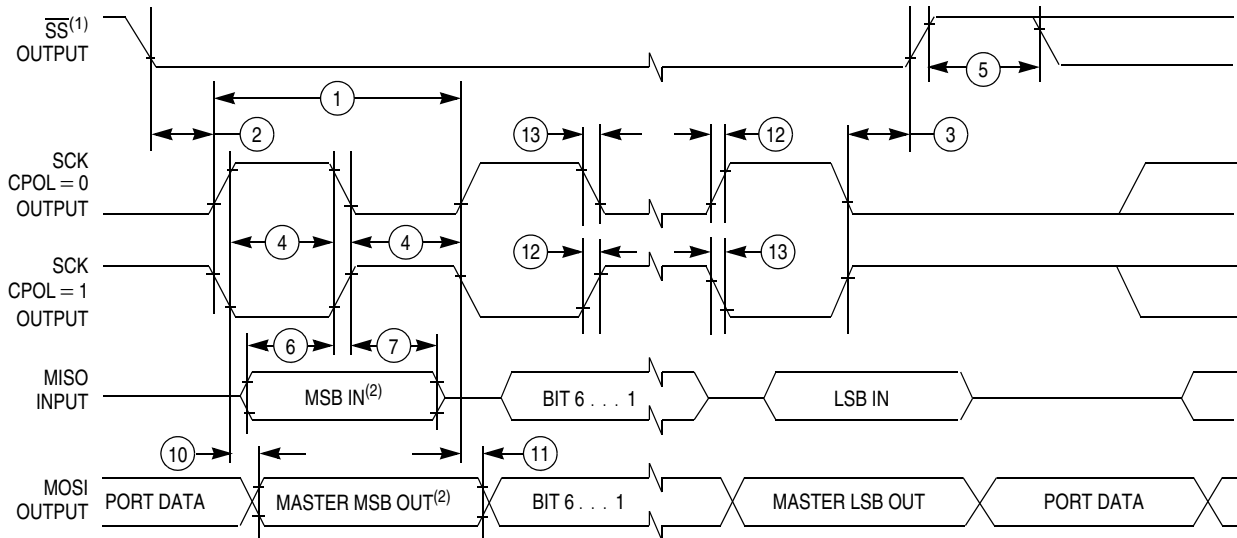 SS(1)
OUTPUT
5
1
2
13
12
3
SCK
CPOL = 0
OUTPUT
4
4
12
13
SCK
CPOL = 1
OUTPUT
6
7
MISO
INPUT
MSB IN(2)
BIT 6 . . . 1
LSB IN
10
11
MOSI
OUTPUT
PORT DATA
MASTER MSB OUT(2)
BIT 6 . . . 1
MASTER LSB OUT
PORT DATA